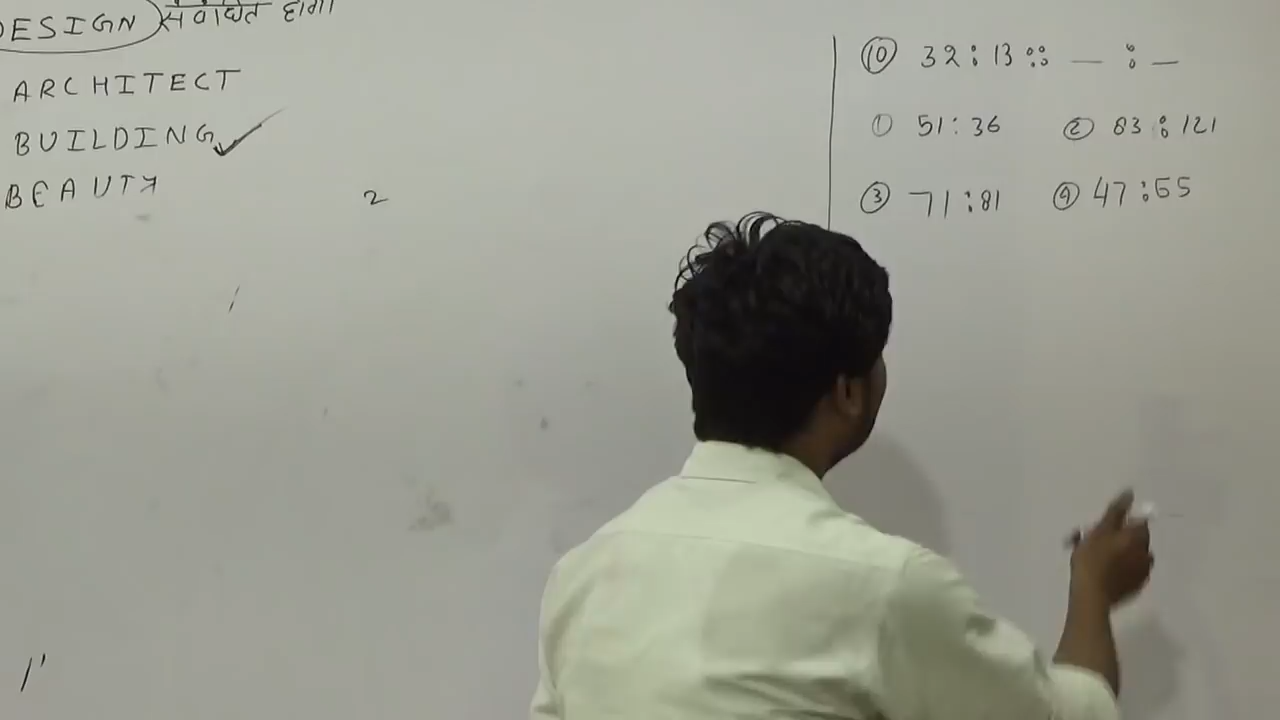 DESIGN संबंधित होगा
ARCHITECT
BUILDING
BEAUTY
2
⑩ 32 : 13 :: _ : _
① 51 : 36 ② 83 : 121
③ 71 : 81 ④ 47 : 65